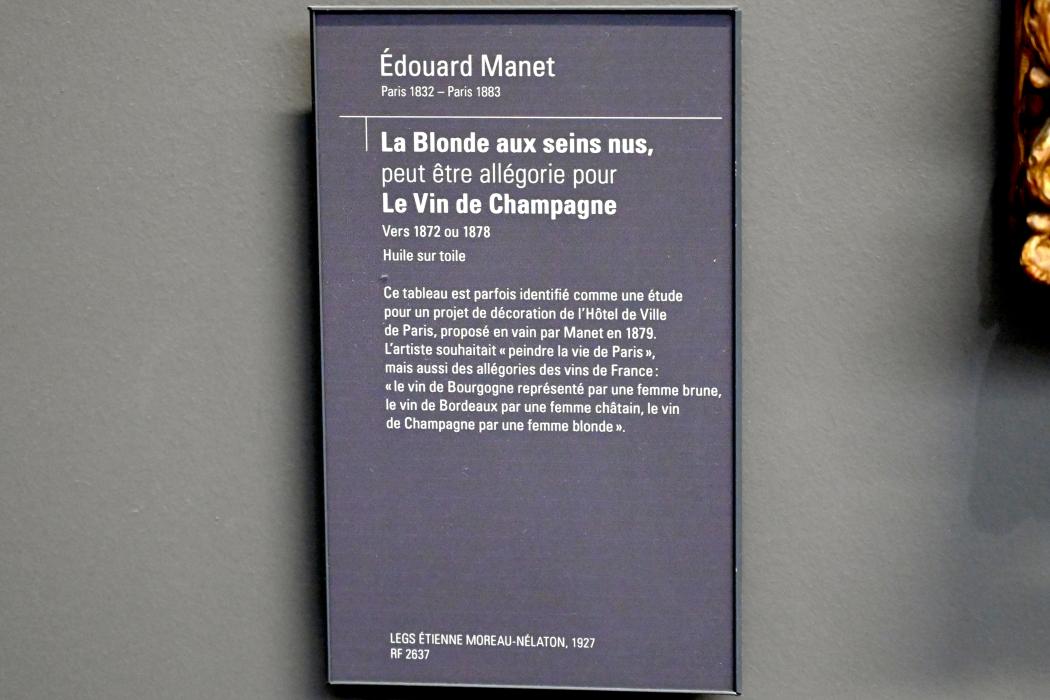 Édouard Manet
Paris 1832 – Paris 1883
La Blonde aux seins nus,
peut être allégorie pour
Le Vin de Champagne
Vers 1872 ou 1878
Huile sur toile
Ce tableau est parfois identifié comme une étude
pour un projet de décoration de l'Hôtel de Ville
de Paris, proposé en vain par Manet en 1879.
L'artiste souhaitait « peindre la vie de Paris »,
mais aussi des allégories des vins de France :
« le vin de Bourgogne représenté par une femme brune,
le vin de Bordeaux par une femme châtain, le vin
de Champagne par une femme blonde ».
LEGS ÉTIENNE MOREAU-NÉLATON, 1927
RF 2637